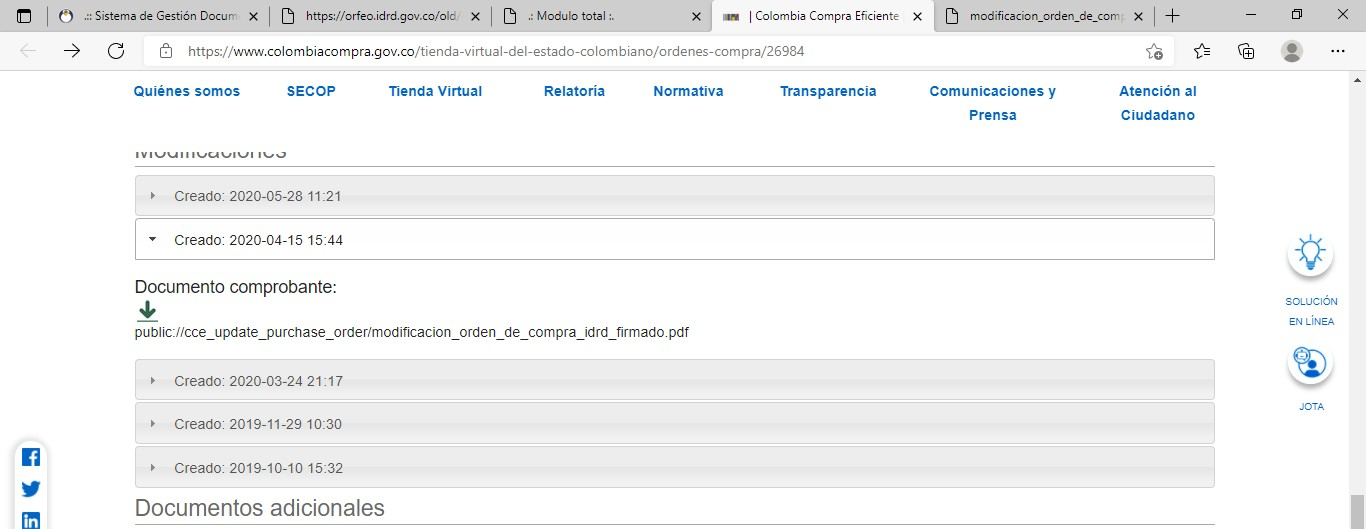 .: Sistema de Gestión Docum
https://orfeo.idrd.gov.co/old/
.: Modulo total :.
| Colombia Compra Eficiente
modificacion_orden_de_comp
https://www.colombiacompra.gov.co/tienda-virtual-del-estado-colombiano/ordenes-compra/26984
Quiénes somos
SECOP
Tienda Virtual
Relatoría
Normativa
Transparencia
Comunicaciones y
Prensa
Atención al
Ciudadano
Modificaciones
Creado: 2020-05-28 11:21
Creado: 2020-04-15 15:44
Documento comprobante:
public://cce_update_purchase_order/modificacion_orden_de_compra_idrd_firmado.pdf
Creado: 2020-03-24 21:17
Creado: 2019-11-29 10:30
Creado: 2019-10-10 15:32
Documentos adicionales
SOLUCIÓN
EN LÍNEA
JOTA